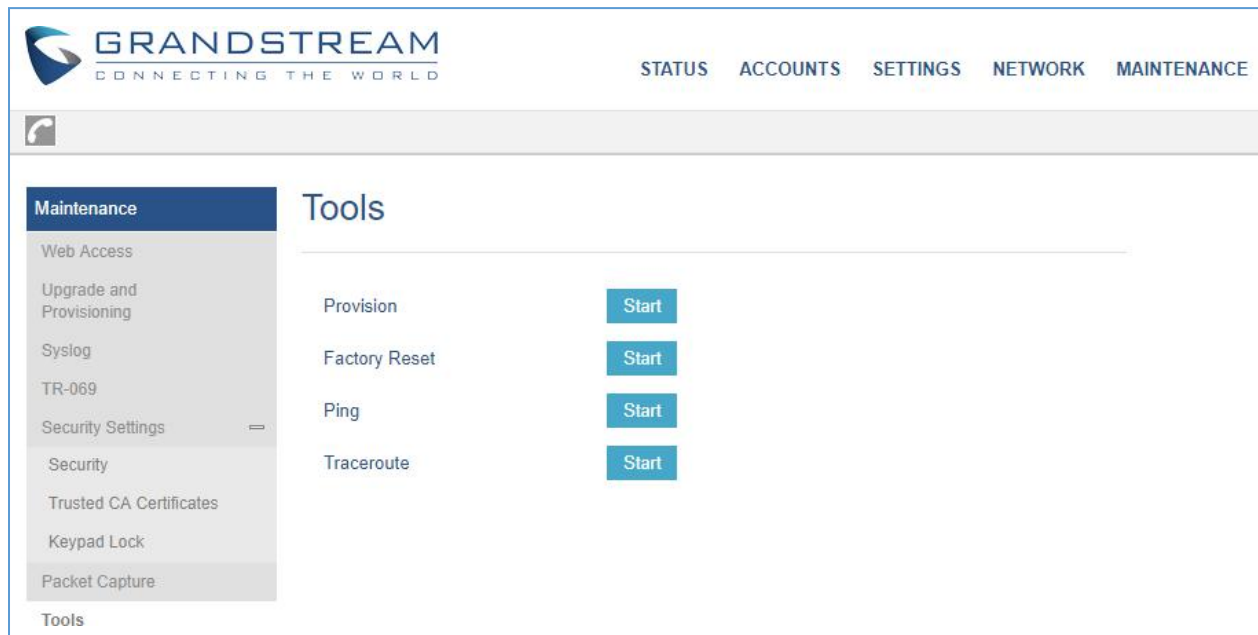 GRANDSTREAM
CONNECTING THE WORLD
STATUS ACCOUNTS SETTINGS NETWORK MAINTENANCE
Maintenance
Web Access
Upgrade and
Provisioning
Syslog
TR-069
Security Settings
Security
Trusted CA Certificates
Keypad Lock
Packet Capture
Tools
Tools
Provision Start
Factory Reset Start
Ping Start
Traceroute Start